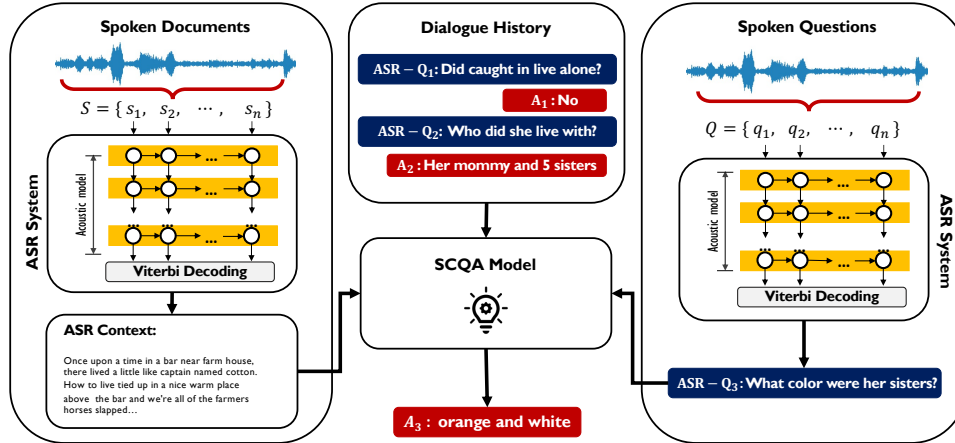 Spoken Documents
S = { s₁, s₂, ⋯ , sₙ }
ASR System
Acoustic model
...
...
...
...
Viterbi Decoding
ASR Context:
Once upon a time in a bar near farm house,
there lived a little like captain named cotton.
How to live tied up in a nice warm place
above the bar and we're all of the farmers
horses slapped...
Dialogue History
ASR – Q₁: Did caught in live alone?
A₁ : No
ASR – Q₂: Who did she live with?
A₂ : Her mommy and 5 sisters
SCQA Model
A₃ : orange and white
Spoken Questions
Q = { q₁, q₂, ⋯ , qₙ }
ASR System
Acoustic model
...
...
...
...
Viterbi Decoding
ASR – Q₃: What color were her sisters?